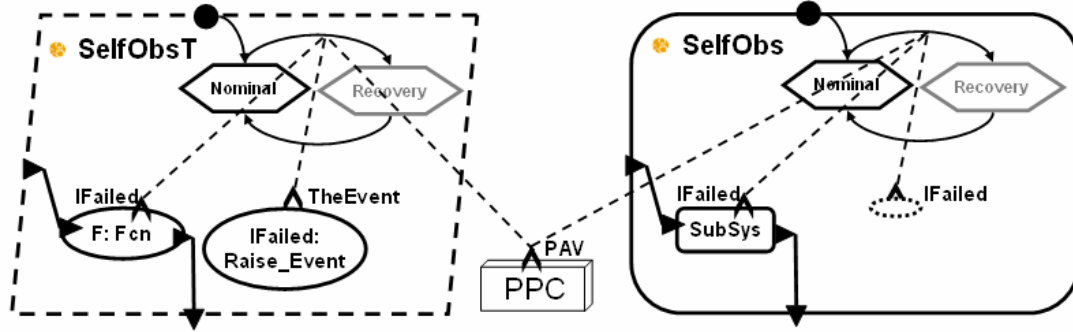 SelfObsT
Nominal
Recovery
IFailed
TheEvent
F: Fcn
IFailed:
Raise_Event
PAV
PPC
SelfObs
Nominal
Recovery
IFailed
IFailed
SubSys